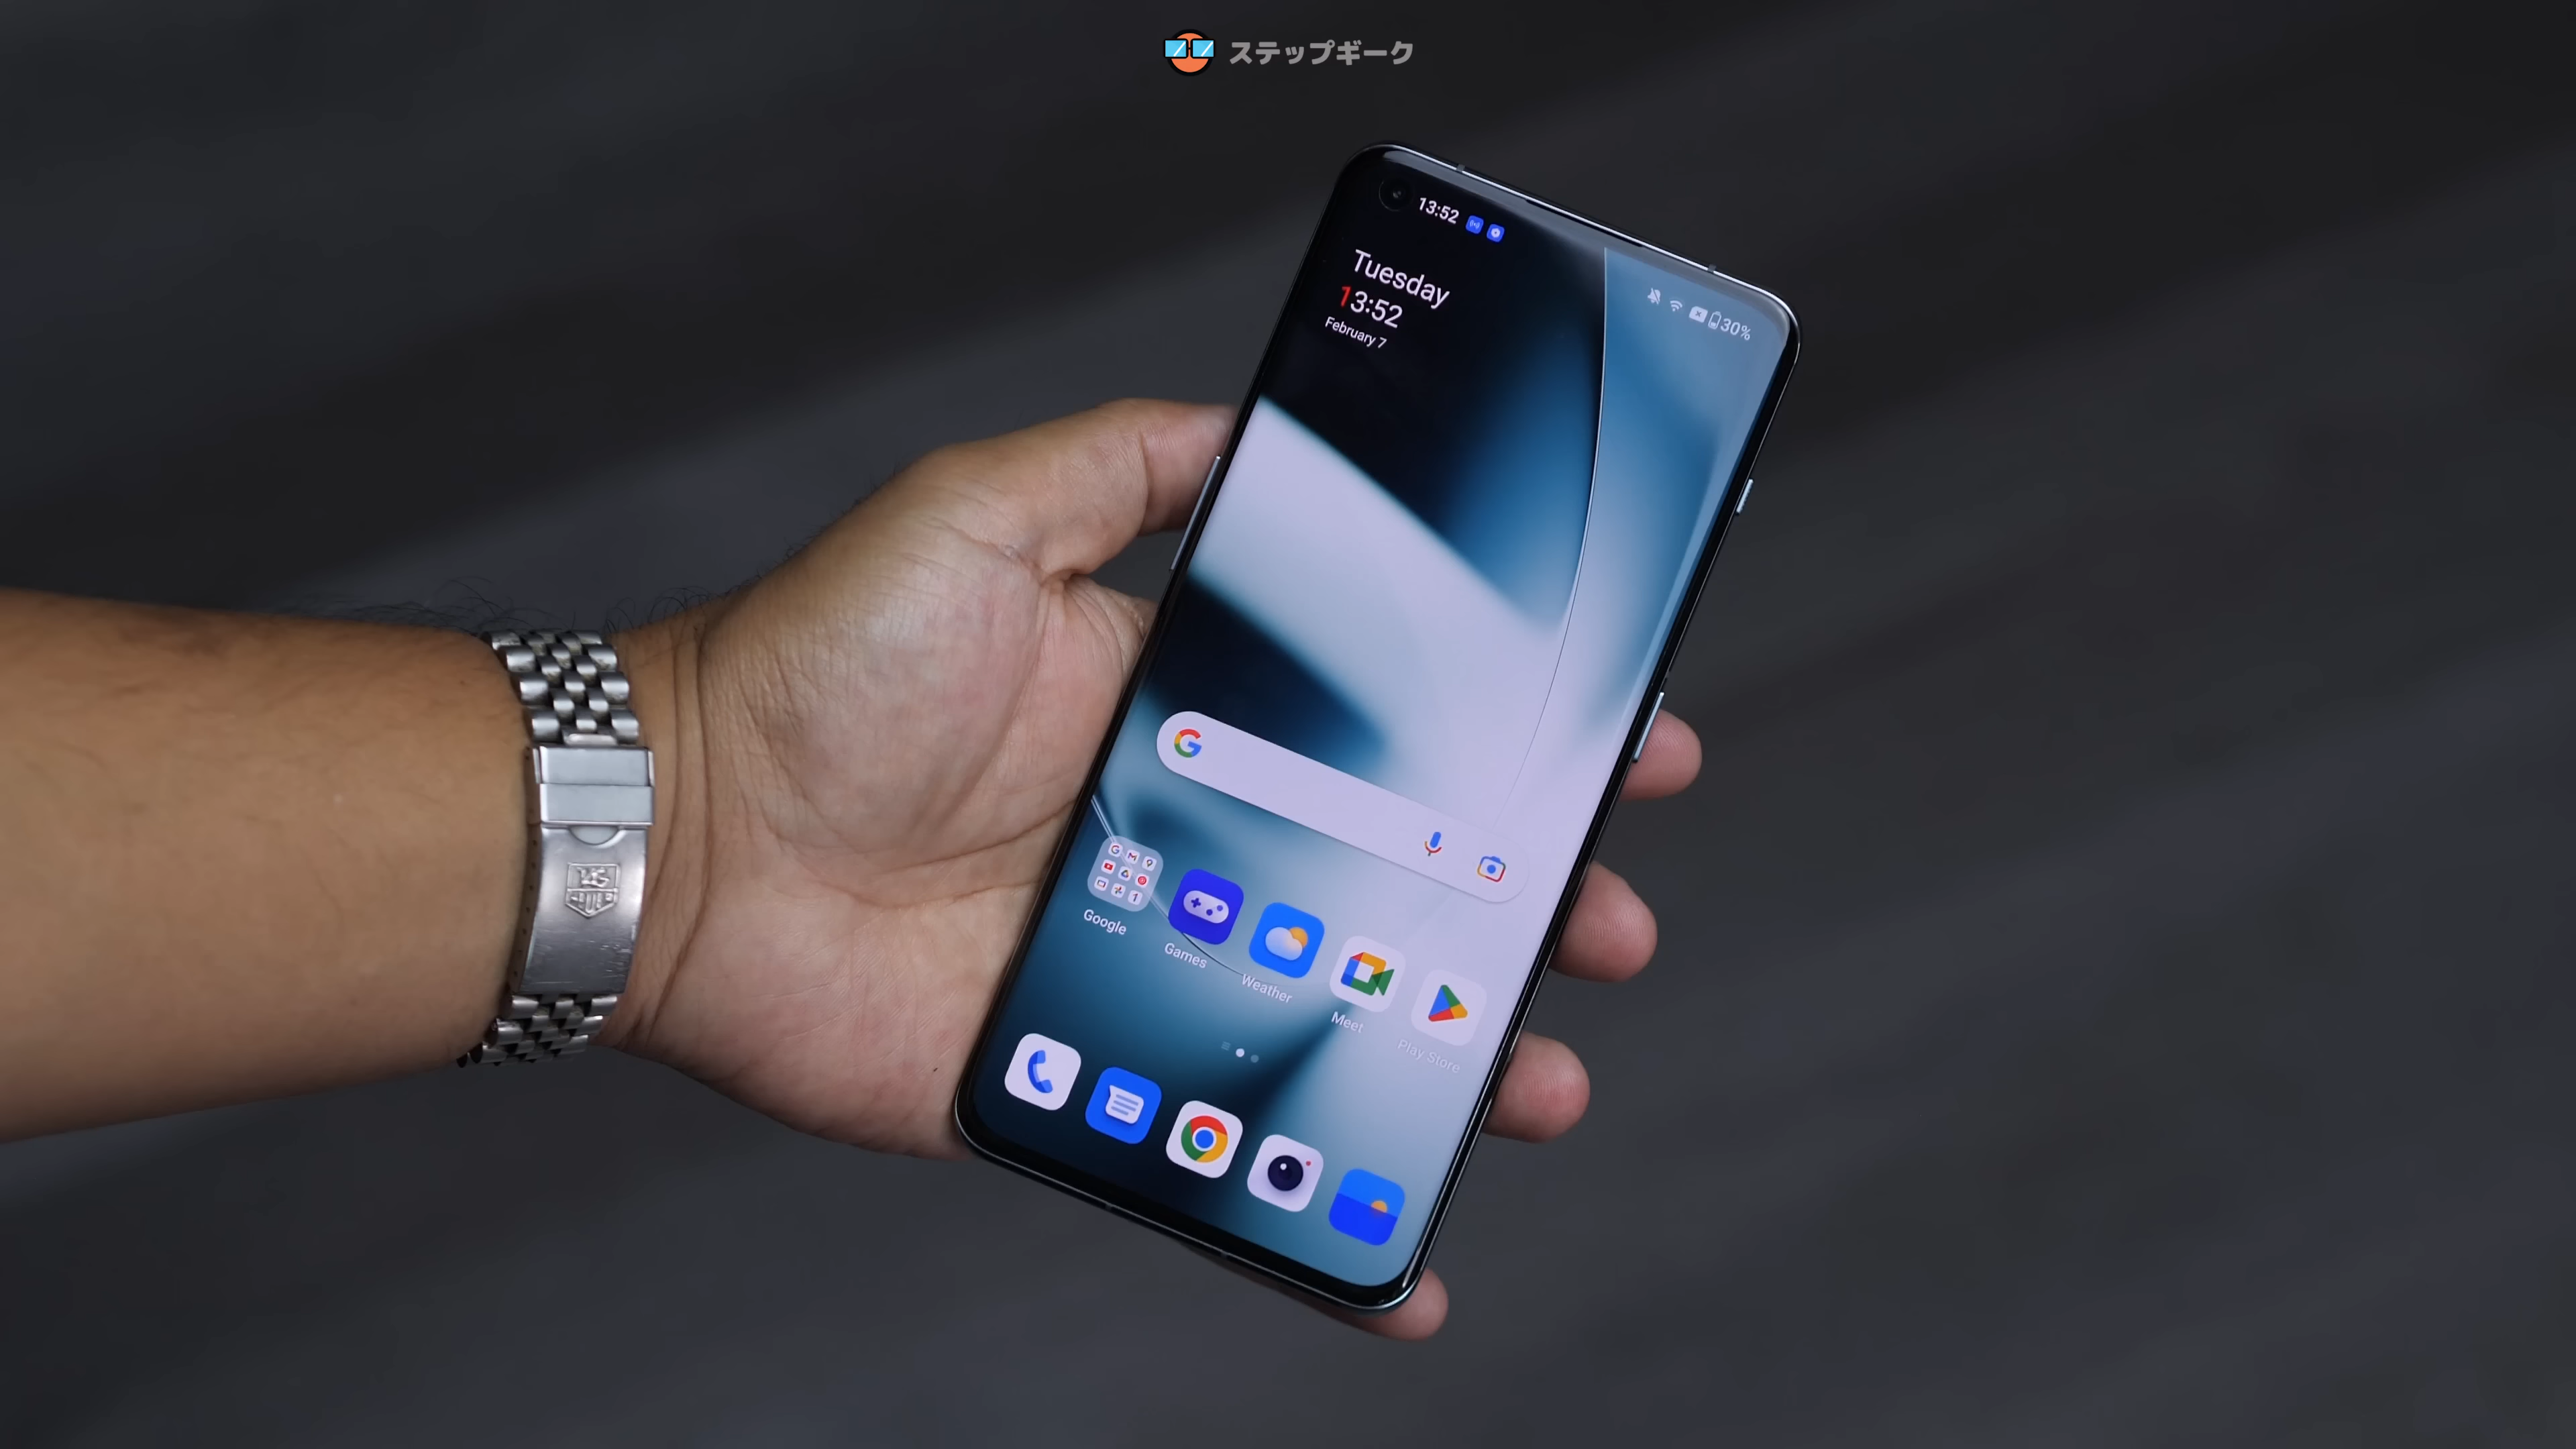 ステップギーク
13:52
30%
Tuesday
13:52
February 7
Google
Games
Weather
Meet
Play Store
TAG